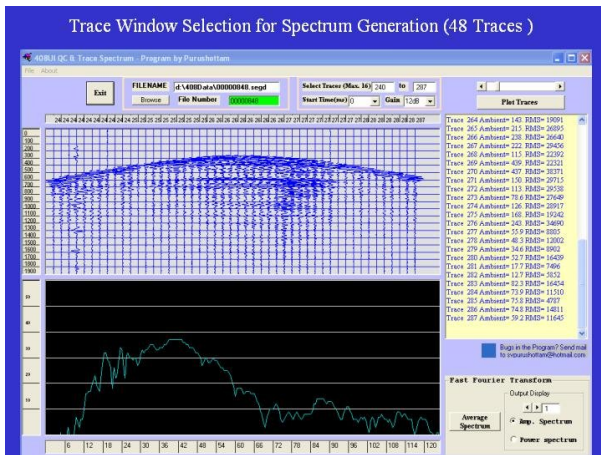 Trace Window Selection for Spectrum Generation (48 Traces )
408UI QC & Trace Spectrum - Program by Purushottam
File About
Exit
FILENAME d:\408Data\00000848.segd
Browse File Number 00000848
Select Traces (Max. 16) 240 to 287
Start Time(ms) 0 Gain 12dB
Plot Traces
0
100
200
300
400
500
600
700
800
900
1000
1100
1200
1300
1400
1500
1600
1700
1800
1900
Trace 264 Ambient= 143. RMS= 19091
Trace 265 Ambient= 215. RMS= 26895
Trace 266 Ambient= 238. RMS= 26640
Trace 267 Ambient= 222. RMS= 29456
Trace 268 Ambient= 115. RMS= 22392
Trace 269 Ambient= 439. RMS= 22321
Trace 270 Ambient= 437. RMS= 38371
Trace 271 Ambient= 150. RMS= 29715
Trace 272 Ambient= 113. RMS= 29538
Trace 273 Ambient= 78.6 RMS= 27649
Trace 274 Ambient= 126. RMS= 28917
Trace 275 Ambient= 168. RMS= 19242
Trace 276 Ambient= 243. RMS= 34690
Trace 277 Ambient= 55.9 RMS= 8805
Trace 278 Ambient= 48.3 RMS= 12002
Trace 279 Ambient= 34.6 RMS= 8902
Trace 280 Ambient= 52.7 RMS= 16439
Trace 281 Ambient= 17.7 RMS= 7496
Trace 282 Ambient= 12.7 RMS= 5852
Trace 283 Ambient= 82.3 RMS= 16454
Trace 284 Ambient= 73.9 RMS= 11510
Trace 285 Ambient= 75.8 RMS= 4787
Trace 286 Ambient= 74.8 RMS= 14811
Trace 287 Ambient= 59.2 RMS= 11645
Bugs in the Program? Send mail
to svpurushottam@hotmail.com
Fast Fourier Transform
Output Display
1
Average
Spectrum
Amp. Spectrum
Power spectrum
40
30
20
10
6 12 18 24 30 36 42 48 54 60 66 72 78 84 90 96 102 108 114 120